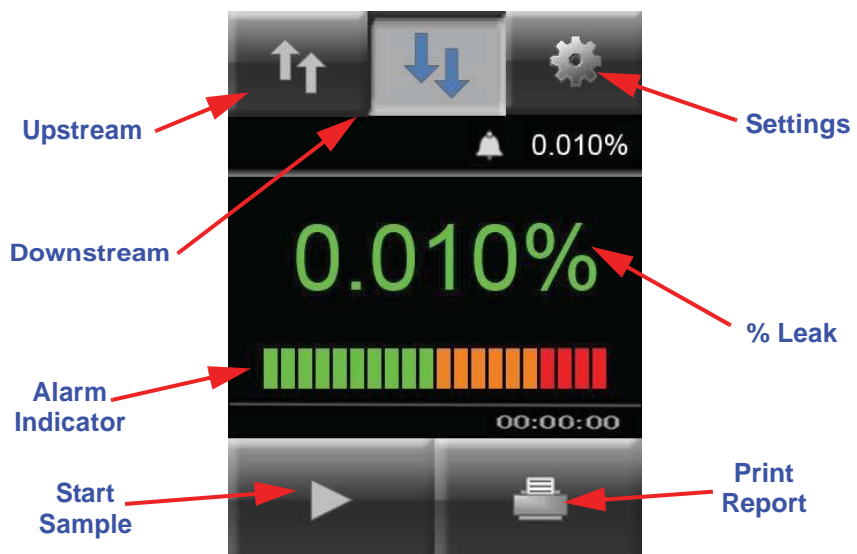 Upstream
Settings
0.010%
Downstream
0.010%
% Leak
Alarm
Indicator
00:00:00
Start
Sample
Print
Report